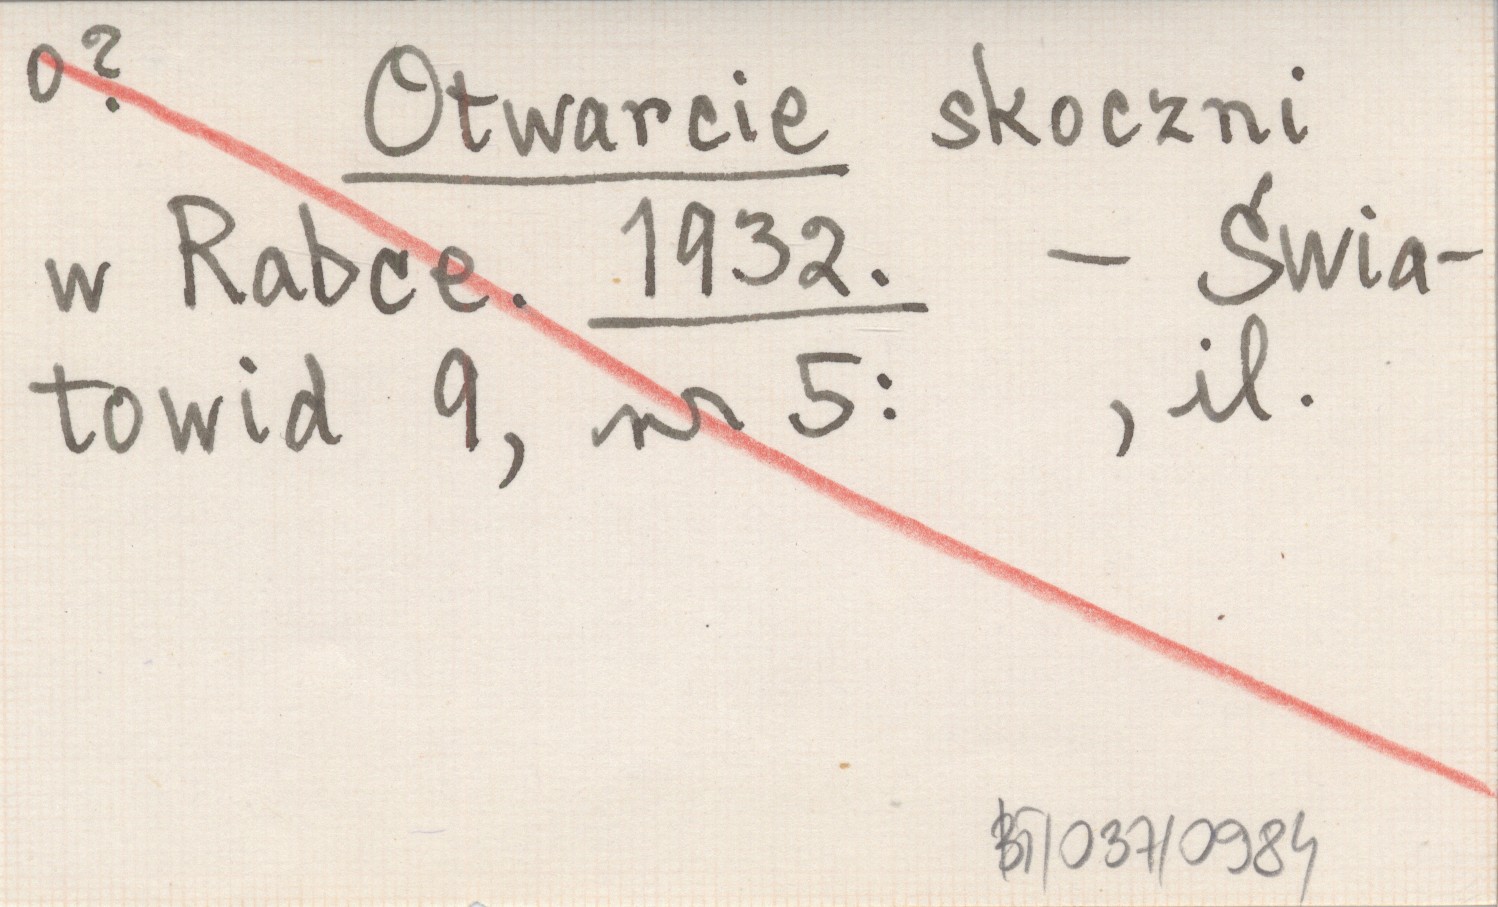 o?
Otwarcie skoczni
w Rabce. 1932. - Świa-
towid 9, nr 5: , il.
BT/037/0984